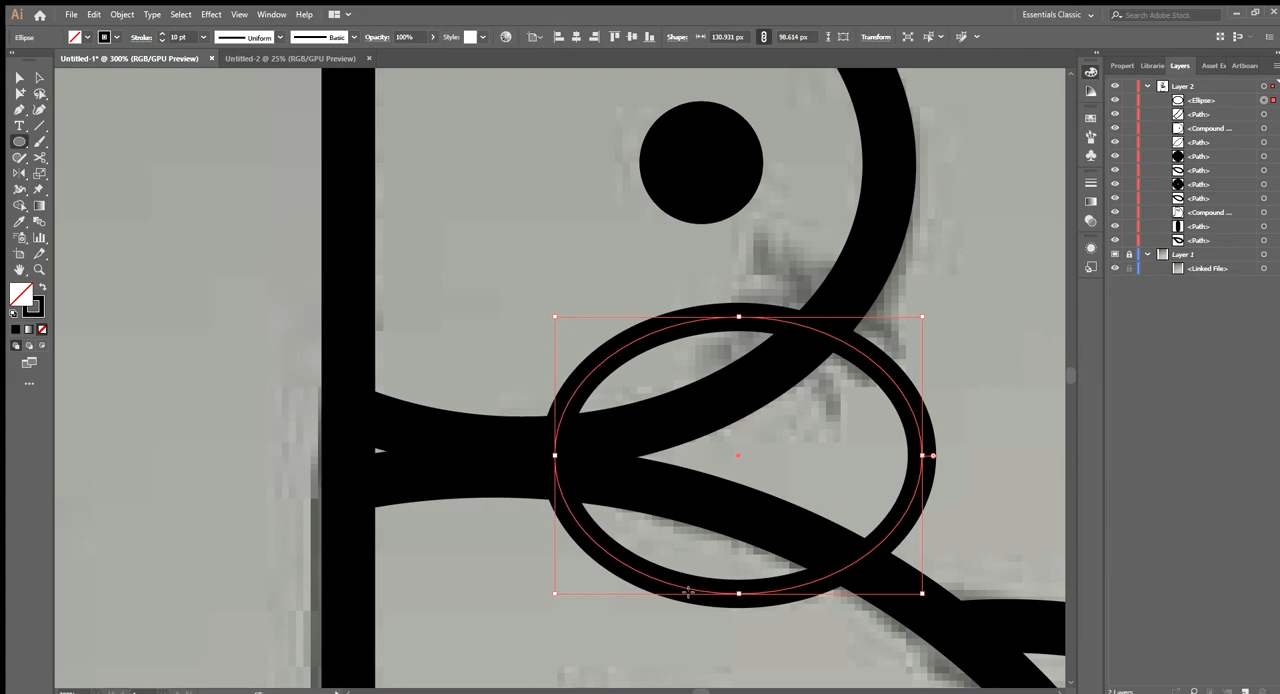 Ai File Edit Object Type Select Effect View Window Help Essentials Classic Search Adobe Stock
Ellipse Stroke: 10 pt Uniform Basic Opacity: 100% Style: Shape: 130.931 px 98.614 px Transform
Untitled-1* @ 300% (RGB/GPU Preview) × Untitled-2 @ 25% (RGB/GPU Preview) ×
Propert Librarie Layers Asset Ex Artboar
Layer 2
<Ellipse>
<Path>
<Compound ...
<Path>
<Path>
<Path>
<Path>
<Path>
<Compound ...
<Path>
<Path>
Layer 1
<Linked File>
T
2 Layers